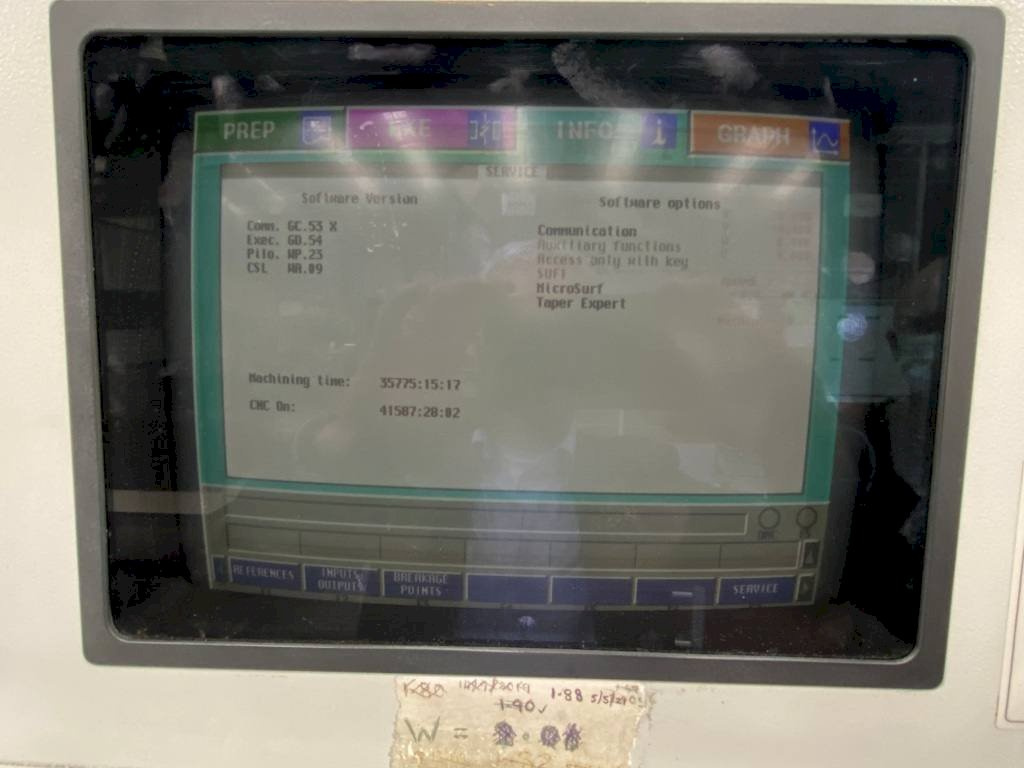 PREP INFO GRAPH
SERVICE
Software Version
Software options
Comm. GC.53 X
Exec. GD.54
Pilo. WP.23
CSL WR.09
Communication
Auxiliary functions
Access only with key
SUFI
MicroSurf
Taper Expert
Machining time: 35775:15:17
CNC On: 41587:28:02
REFERENCES
INPUTS
OUTPUTS
BREAKAGE
POINTS
SERVICE
1-88
1-90
W =